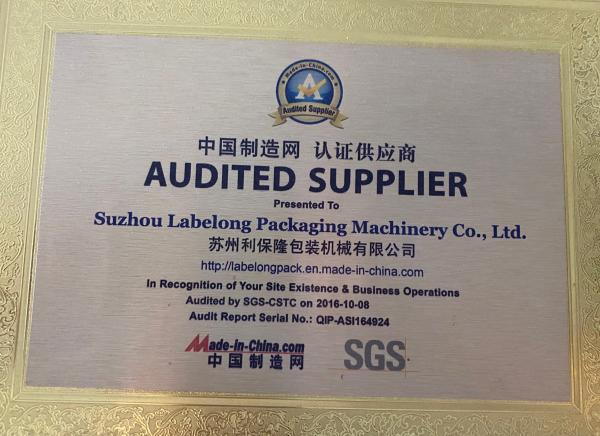 Made-in-China.com
Audited Supplier
中国制造网 认证供应商
AUDITED SUPPLIER
Presented To
Suzhou Labelong Packaging Machinery Co., Ltd.
苏州利保隆包装机械有限公司
http://labelongpack.en.made-in-china.com
In Recognition of Your Site Existence & Business Operations
Audited by SGS-CSTC on 2016-10-08
Audit Report Serial No.: QIP-ASI164924
Made-in-China.com
中国制造网
SGS